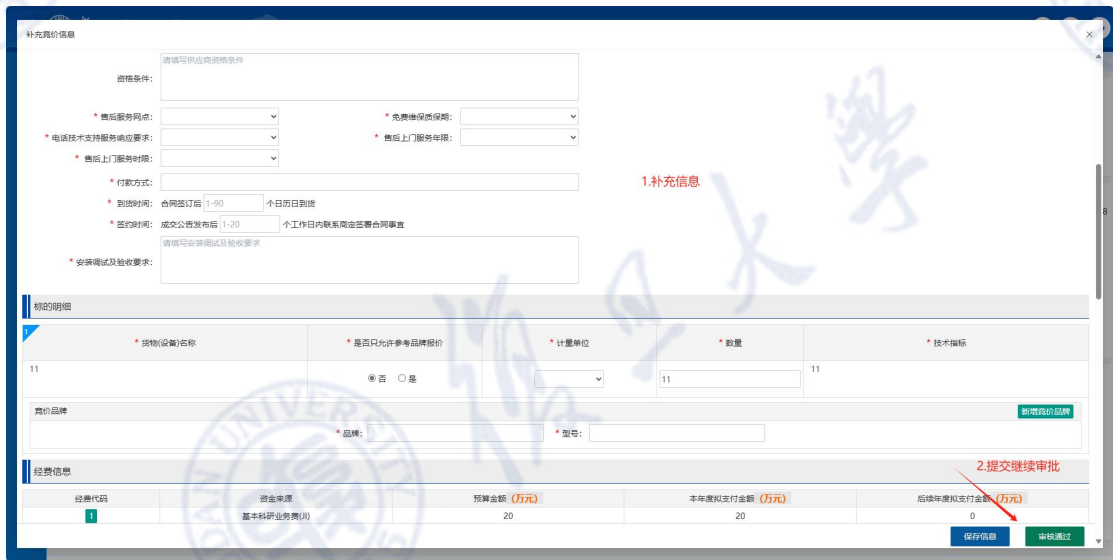 补充竞价信息
×
资格条件：
请填写供应商资格条件
* 售后服务网点：
* 免费维保质保期：
* 电话技术支持服务响应要求：
* 售后上门服务年限：
* 售后上门服务时限：
* 付款方式：
1.补充信息
* 到货时间： 合同签订后 1-90 个日历日到货
* 签约时间： 成交公告发布后 1-20 个工作日内联系商定签署合同事宜
* 安装调试及验收要求：
请填写安装调试及验收要求
标的明细
1
* 货物(设备)名称
* 是否只允许参考品牌报价
* 计量单位
* 数量
* 技术指标
11
否 是
11
11
竞价品牌
新增竞价品牌
* 品牌：
* 型号：
经费信息
2.提交继续审批
经费代码
资金来源
预算金额 (万元)
本年度拟支付金额 (万元)
后续年度拟支付金额 (万元)
1
基本科研业务费(JI)
20
20
0
保存信息
审核通过
8